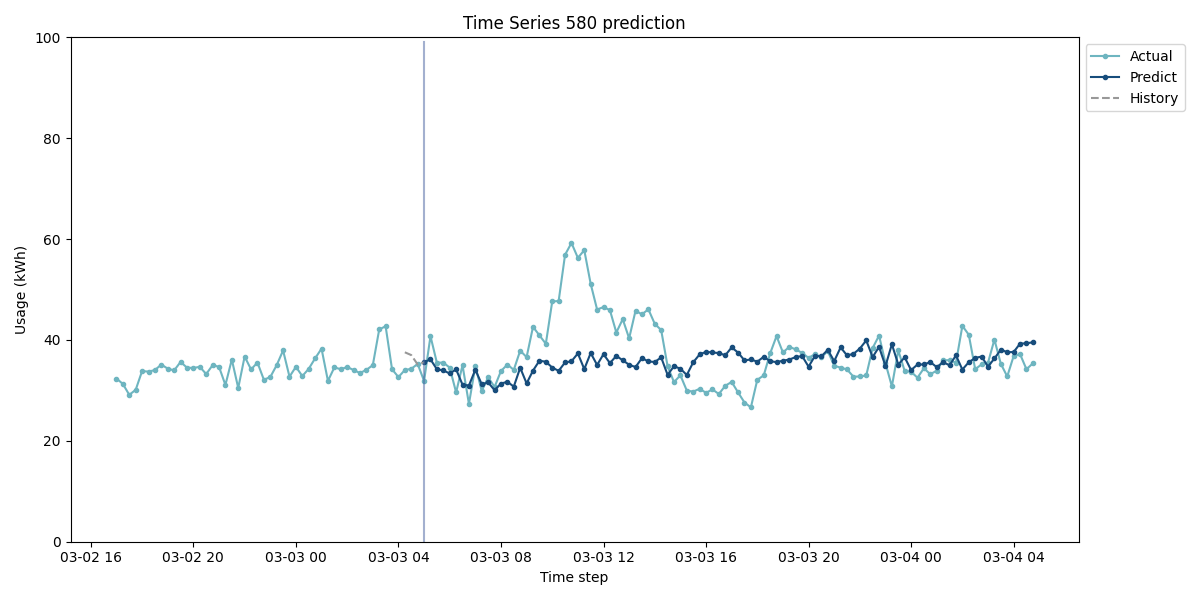 Time Series 580 prediction
100
80
60
40
20
0
Usage (kWh)
03-02 16
03-02 20
03-03 00
03-03 04
03-03 08
03-03 12
03-03 16
03-03 20
03-04 00
03-04 04
Time step
Actual
Predict
History